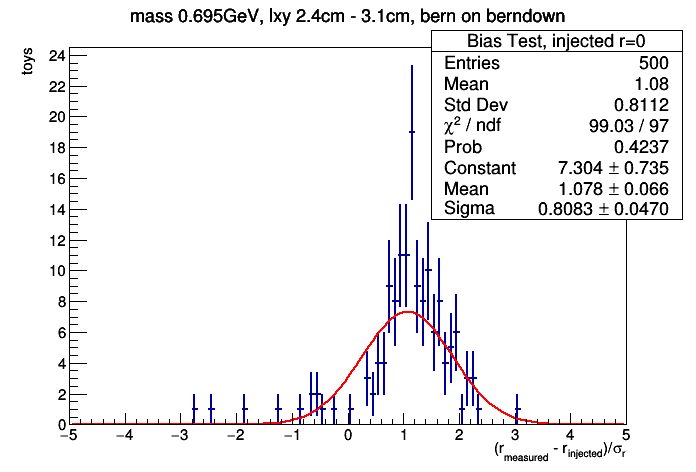 mass 0.695GeV, lxy 2.4cm - 3.1cm, bern on berndown
Bias Test, injected r=0
Entries 500
Mean 1.08
Std Dev 0.8112
χ² / ndf 99.03 / 97
Prob 0.4237
Constant 7.304 ± 0.735
Mean 1.078 ± 0.066
Sigma 0.8083 ± 0.0470
toys
24
22
20
18
16
14
12
10
8
6
4
2
0
−5 −4 −3 −2 −1 0 1 2 3 4 5
(r_measured - r_injected)/σ_r